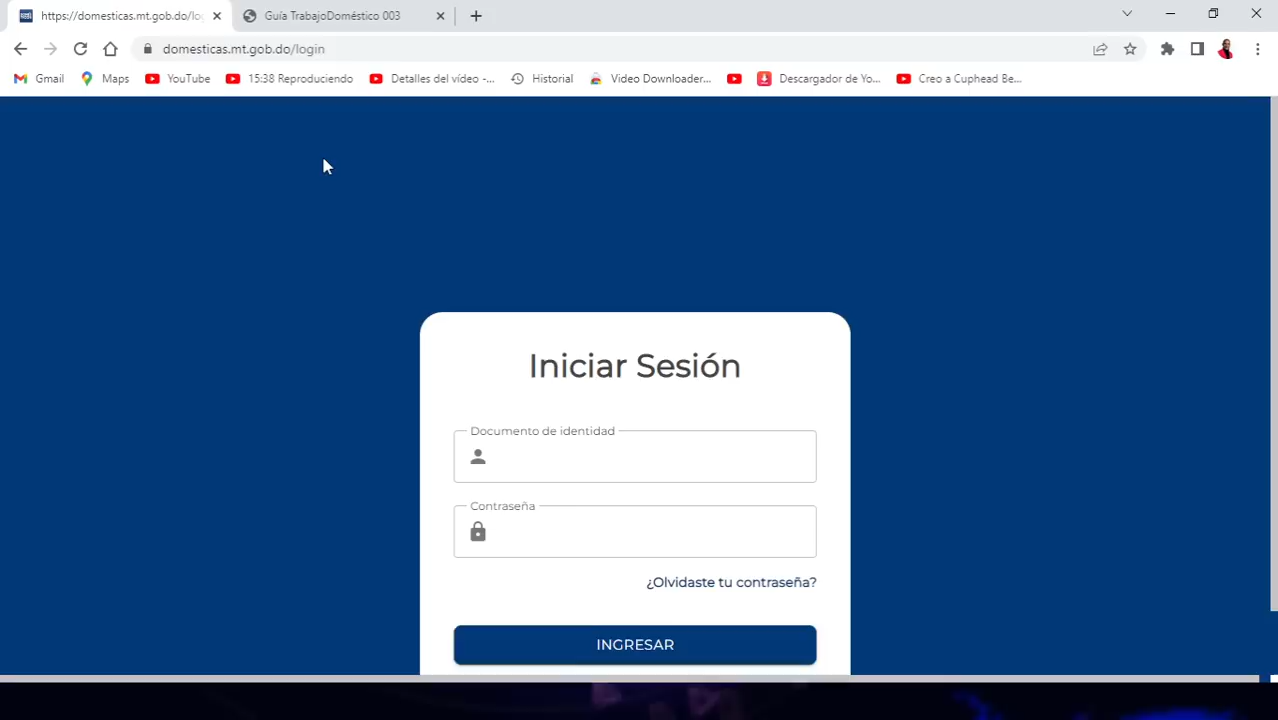 https://domesticas.mt.gob.do/lo
Guía TrabajoDoméstico 003
domesticas.mt.gob.do/login
Gmail
Maps
YouTube
15:38 Reproduciendo
Detalles del vídeo -...
Historial
Video Downloader...
Descargador de Yo...
Creo a Cuphead Be...
Iniciar Sesión
Documento de identidad
Contraseña
¿Olvidaste tu contraseña?
INGRESAR